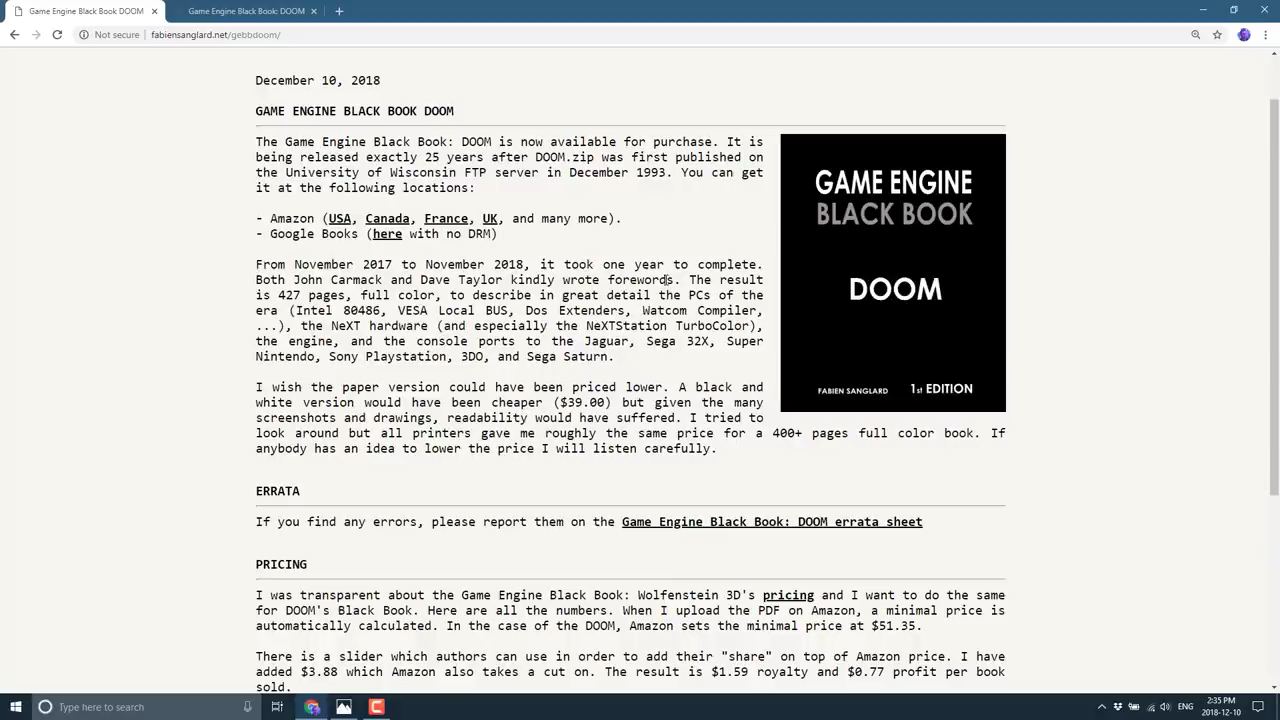 Game Engine Black Book: DOOM
Game Engine Black Book: DOOM
Not secure | fabiensanglard.net/gebbdoom/
December 10, 2018
GAME ENGINE BLACK BOOK DOOM
The Game Engine Black Book: DOOM is now available for purchase. It is
being released exactly 25 years after DOOM.zip was first published on
the University of Wisconsin FTP server in December 1993. You can get
it at the following locations:
- Amazon (USA, Canada, France, UK, and many more).
- Google Books (here with no DRM)
From November 2017 to November 2018, it took one year to complete.
Both John Carmack and Dave Taylor kindly wrote forewords. The result
is 427 pages, full color, to describe in great detail the PCs of the
era (Intel 80486, VESA Local BUS, Dos Extenders, Watcom Compiler,
...), the NeXT hardware (and especially the NeXTStation TurboColor),
the engine, and the console ports to the Jaguar, Sega 32X, Super
Nintendo, Sony Playstation, 3DO, and Sega Saturn.
GAME ENGINE
BLACK BOOK
DOOM
FABIEN SANGLARD 1st EDITION
I wish the paper version could have been priced lower. A black and
white version would have been cheaper ($39.00) but given the many
screenshots and drawings, readability would have suffered. I tried to
look around but all printers gave me roughly the same price for a 400+ pages full color book. If
anybody has an idea to lower the price I will listen carefully.
ERRATA
If you find any errors, please report them on the Game Engine Black Book: DOOM errata sheet
PRICING
I was transparent about the Game Engine Black Book: Wolfenstein 3D's pricing and I want to do the same
for DOOM's Black Book. Here are all the numbers. When I upload the PDF on Amazon, a minimal price is
automatically calculated. In the case of the DOOM, Amazon sets the minimal price at $51.35.
There is a slider which authors can use in order to add their "share" on top of Amazon price. I have
added $3.88 which Amazon also takes a cut on. The result is $1.59 royalty and $0.77 profit per book
sold.
Type here to search
ENG
2:35 PM
2018-12-10